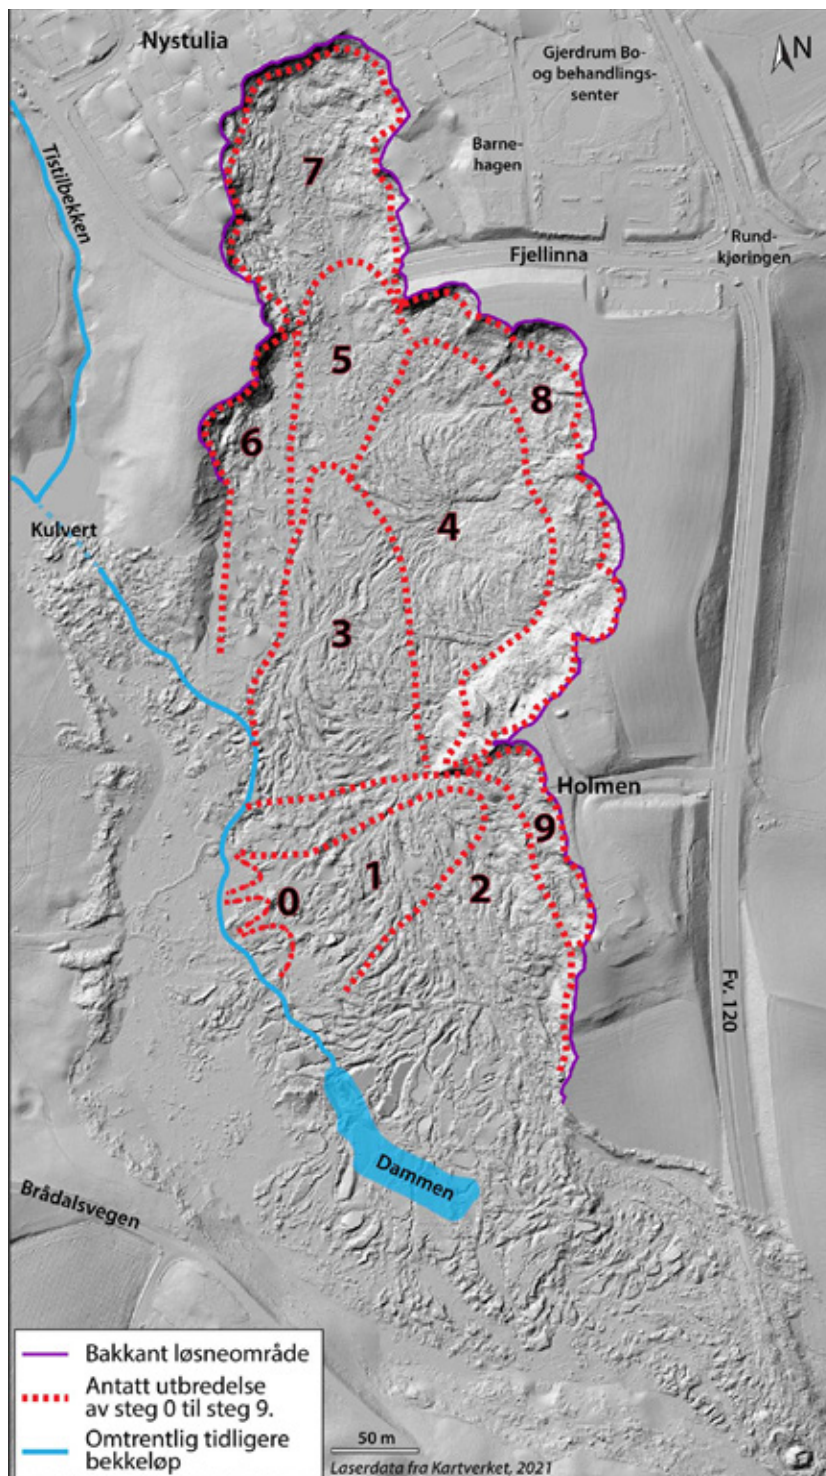 Nystulia
Gjerdrum Bo-
og behandlings-
senter
N
Tistilbekken
7
Barne-
hagen
Fjellinna
Rund-
kjøringen
5
8
6
Kulvert
4
3
Holmen
9
1
2
0
Fv. 120
Dammen
Brådalsvegen
Bakkant løsneområde
Antatt utbredelse
av steg 0 til steg 9.
Omtrentlig tidligere
bekkeløp
50 m
Laserdata fra Kartverket, 2021